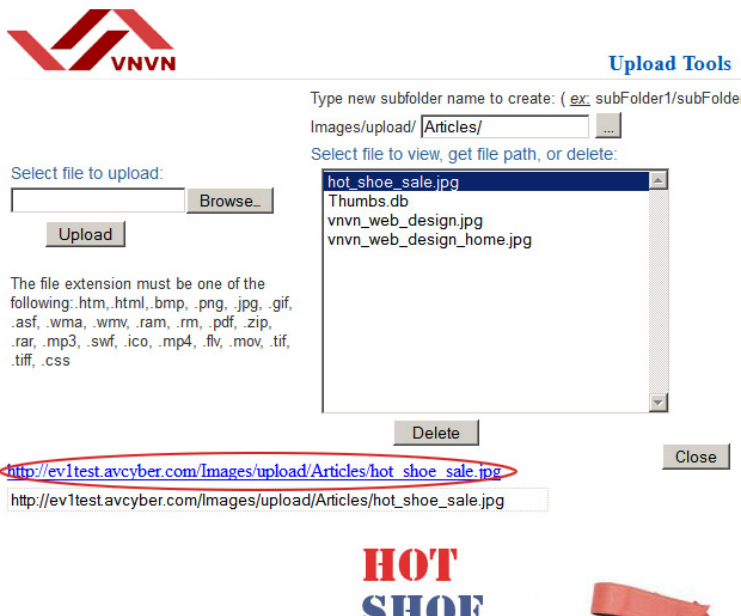 VNVN
Upload Tools
Type new subfolder name to create: ( ex: subFolder1/subFolde
Images/upload/ Articles/ ...
Select file to view, get file path, or delete:
Select file to upload:
Browse...
Upload
hot_shoe_sale.jpg
Thumbs.db
vnvn_web_design.jpg
vnvn_web_design_home.jpg
The file extension must be one of the
following:.htm,.html,.bmp, .png, .jpg, .gif,
.asf, .wma, .wmv, .ram, .rm, .pdf, .zip,
.rar, .mp3, .swf, .ico, .mp4, .flv, .mov, .tif,
.tiff, .css
Delete
Close
http://ev1test.avcyber.com/Images/upload/Articles/hot_shoe_sale.jpg
http://ev1test.avcyber.com/Images/upload/Articles/hot_shoe_sale.jpg
HOT
SHOE